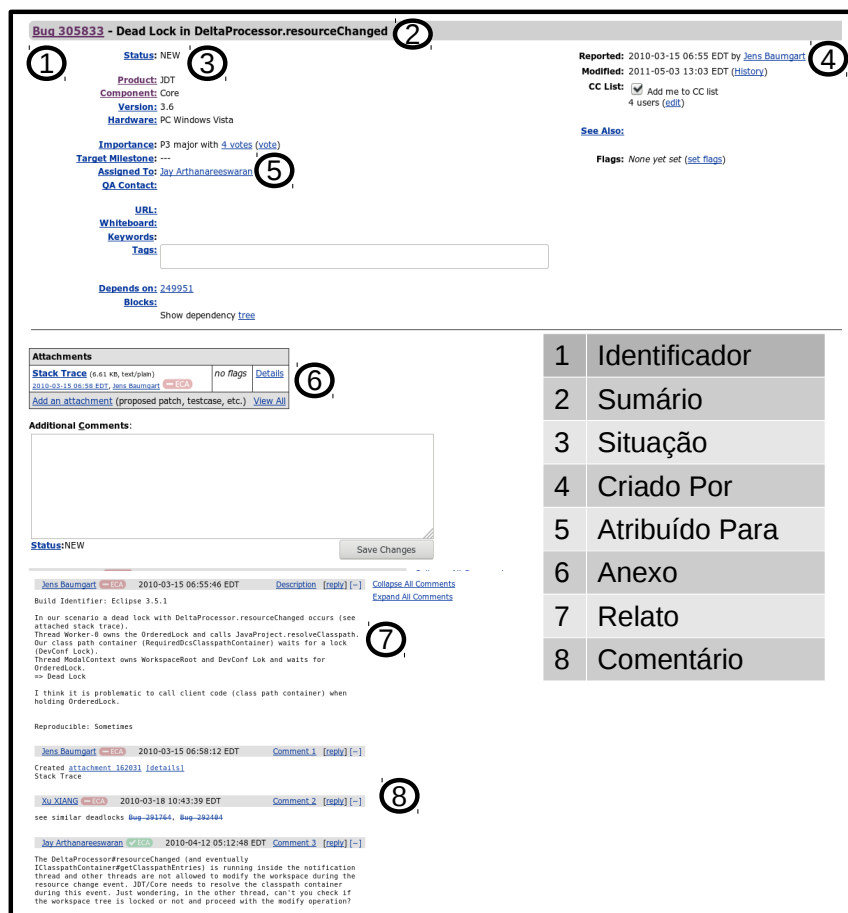 Bug 305833 - Dead Lock in DeltaProcessor.resourceChanged 2
1 Status: NEW 3
Product: JDT
Component: Core
Version: 3.6
Hardware: PC Windows Vista
Importance: P3 major with 4 votes (vote)
Target Milestone: ---
Assigned To: Jay Arthanareeswaran 5
QA Contact:
URL:
Whiteboard:
Keywords:
Tags:
Depends on: 249951
Blocks:
Show dependency tree
Reported: 2010-03-15 06:55 EDT by Jens Baumgart 4
Modified: 2011-05-03 13:03 EDT (History)
CC List: Add me to CC list
4 users (edit)
See Also:
Flags: None yet set (set flags)
Attachments
Stack Trace (6.61 KB, text/plain) no flags Details
2010-03-15 06:58 EDT, Jens Baumgart ECA
Add an attachment (proposed patch, testcase, etc.) View All
6
Additional Comments:
Status:NEW
Save Changes
Jens Baumgart ECA 2010-03-15 06:55:46 EDT Description [reply] [−]
Collapse All Comments
Expand All Comments
Build Identifier: Eclipse 3.5.1
In our scenario a dead lock with DeltaProcessor.resourceChanged occurs (see
attached stack trace).
Thread Worker-0 owns the OrderedLock and calls JavaProject.resolveClasspath.
Our class path container (RequiredDcsClasspathContainer) waits for a lock
(DevConf Lock).
Thread ModalContext owns WorkspaceRoot and DevConf Lok and waits for
OrderedLock.
=> Dead Lock
7
I think it is problematic to call client code (class path container) when
holding OrderedLock.
Reproducible: Sometimes
Jens Baumgart ECA 2010-03-15 06:58:12 EDT Comment 1 [reply] [−]
Created attachment 162031 [details]
Stack Trace
8
Xu XIANG ECA 2010-03-18 10:43:39 EDT Comment 2 [reply] [−]
see similar deadlocks Bug 291764, Bug 292484
Jay Arthanareeswaran ECA 2010-04-12 05:12:48 EDT Comment 3 [reply] [−]
The DeltaProcessor#resourceChanged (and eventually
IClasspathContainer#getClasspathEntries) is running inside the notification
thread and other threads are not allowed to modify the workspace during the
resource change event. JDT/Core needs to resolve the classpath container
during this event. Just wondering, in the other thread, can't you check if
the workspace tree is locked or not and proceed with the modify operation?
1 Identificador
2 Sumário
3 Situação
4 Criado Por
5 Atribuído Para
6 Anexo
7 Relato
8 Comentário